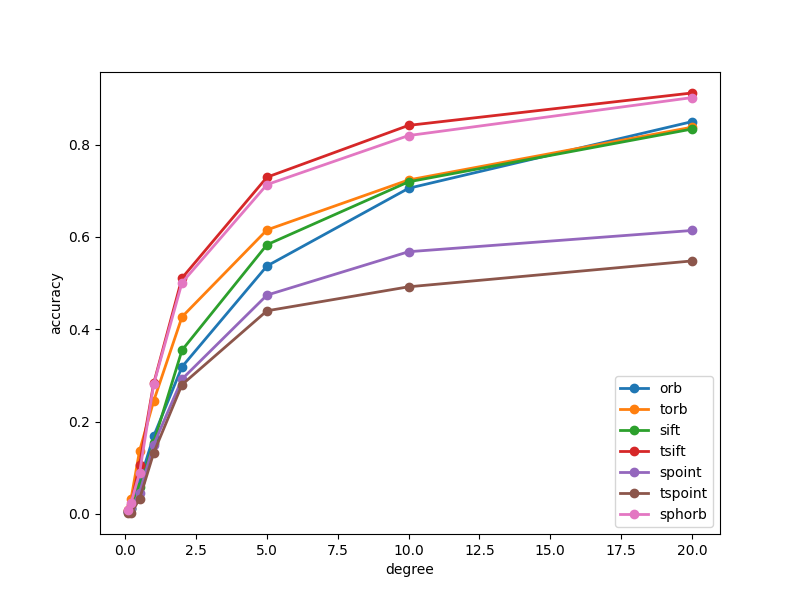 accuracy
0.8
0.6
0.4
0.2
0.0
0.0 2.5 5.0 7.5 10.0 12.5 15.0 17.5 20.0
degree
orb
torb
sift
tsift
spoint
tspoint
sphorb